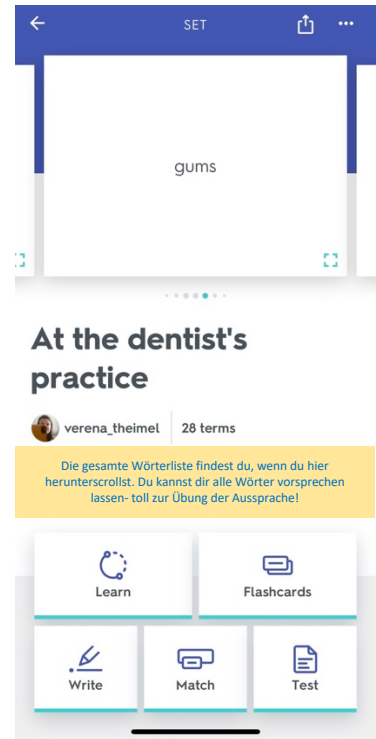 SET
gums
At the dentist's
practice
verena_theimel
28 terms
Die gesamte Wörterliste findest du, wenn du hier
herunterscrollst. Du kannst dir alle Wörter vorsprechen
lassen- toll zur Übung der Aussprache!
Learn
Flashcards
Write
Match
Test